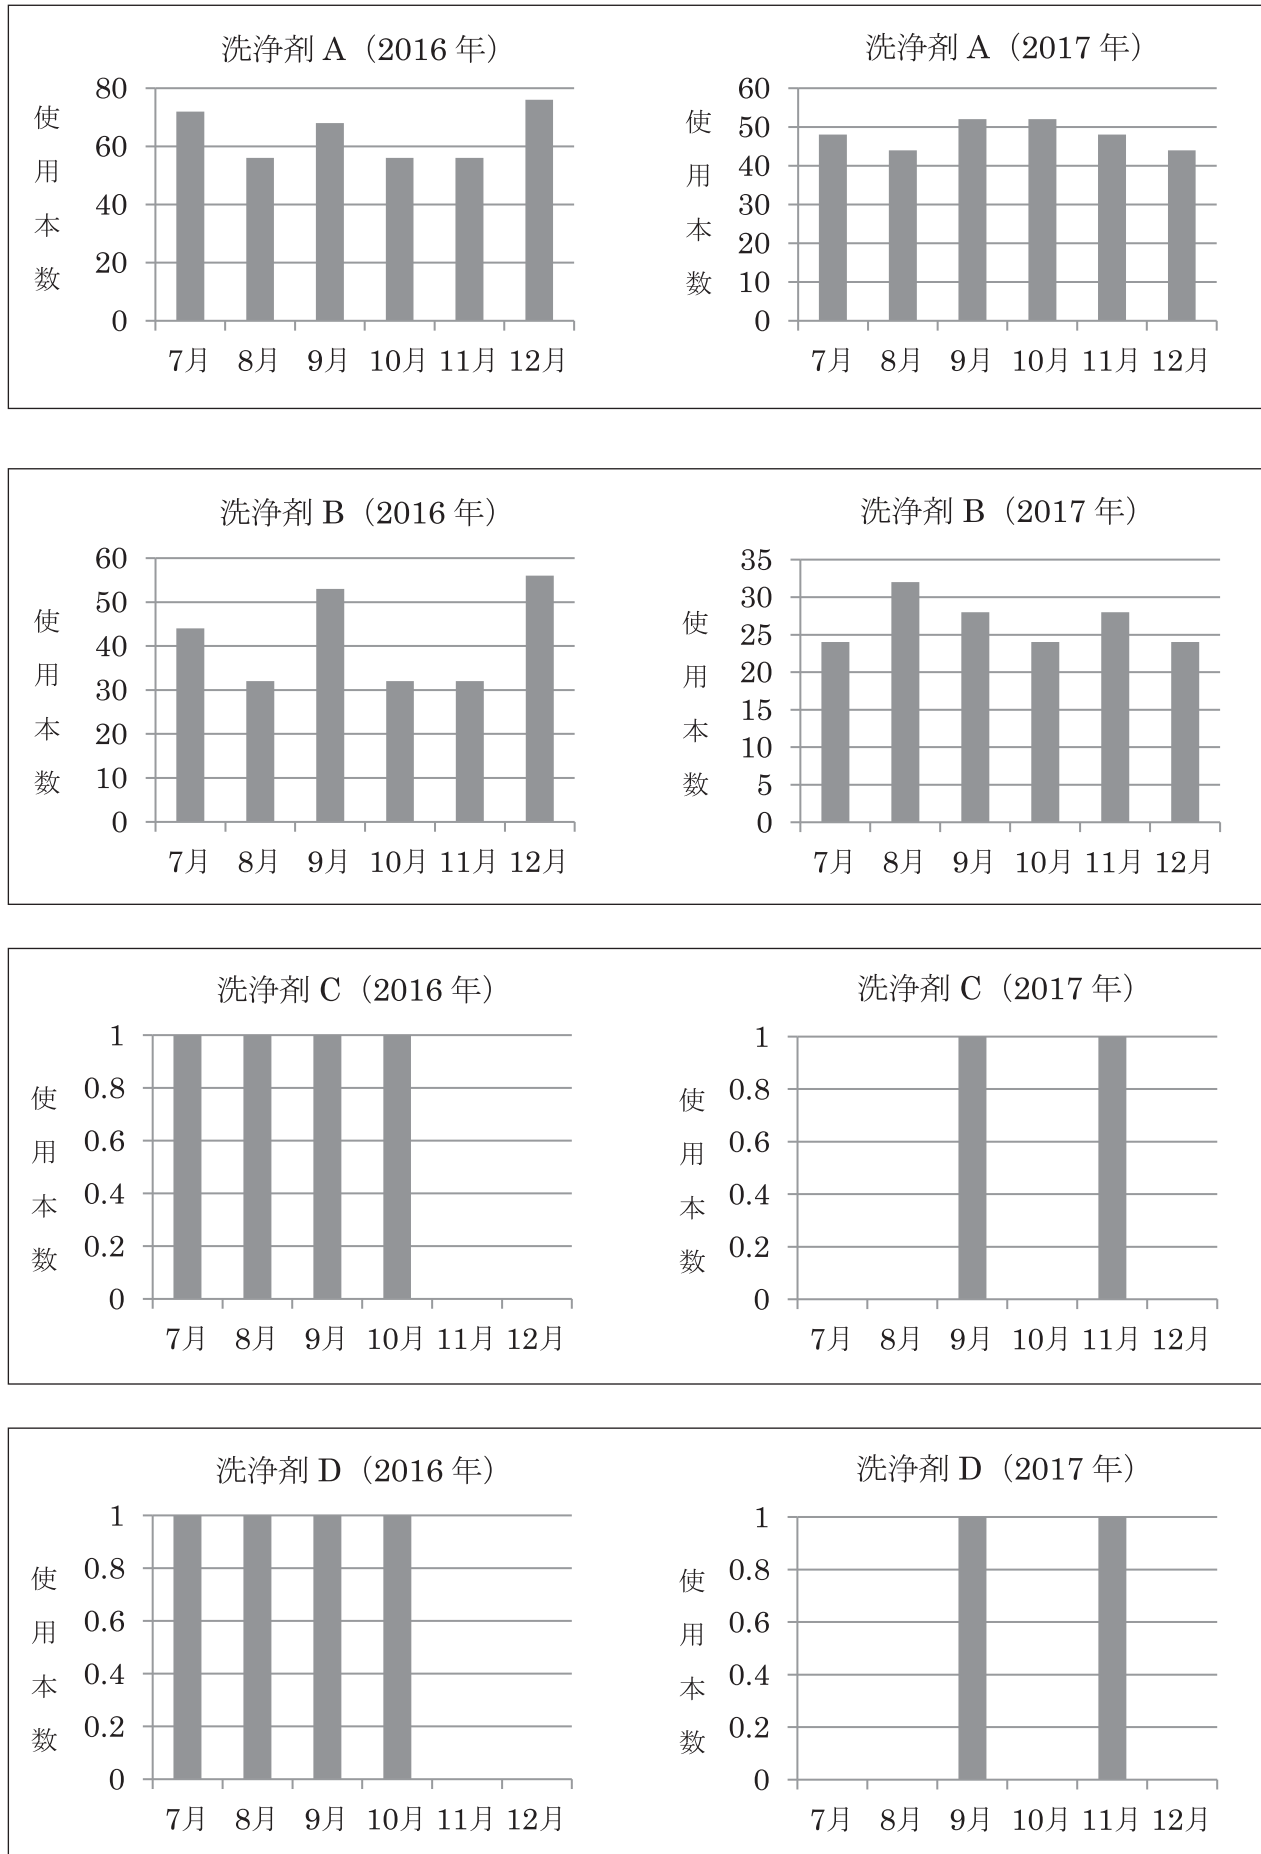 洗浄剤 A（2016 年）
使用本数
80
60
40
20
0
7月 8月 9月 10月 11月 12月
洗浄剤 A（2017 年）
使用本数
60
50
40
30
20
10
0
7月 8月 9月 10月 11月 12月
洗浄剤 B（2016 年）
使用本数
60
50
40
30
20
10
0
7月 8月 9月 10月 11月 12月
洗浄剤 B（2017 年）
使用本数
35
30
25
20
15
10
5
0
7月 8月 9月 10月 11月 12月
洗浄剤 C（2016 年）
使用本数
1
0.8
0.6
0.4
0.2
0
7月 8月 9月 10月 11月 12月
洗浄剤 C（2017 年）
使用本数
1
0.8
0.6
0.4
0.2
0
7月 8月 9月 10月 11月 12月
洗浄剤 D（2016 年）
使用本数
1
0.8
0.6
0.4
0.2
0
7月 8月 9月 10月 11月 12月
洗浄剤 D（2017 年）
使用本数
1
0.8
0.6
0.4
0.2
0
7月 8月 9月 10月 11月 12月